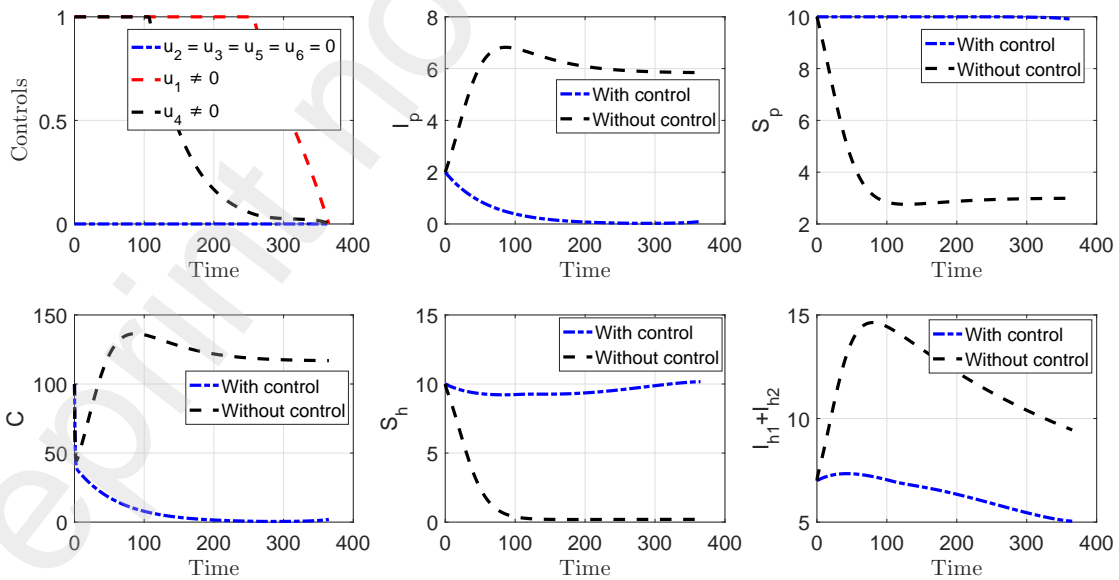 1
0.5
0
0 100 200 300 400
Time
Controls
u2 = u3 = u5 = u6 = 0
u1 ≠ 0
u4 ≠ 0
8
6
4
2
0
0 100 200 300 400
Time
Ip
With control
Without control
10
8
6
4
2
0 100 200 300 400
Time
Sp
With control
Without control
150
100
50
0
0 100 200 300 400
Time
C
With control
Without control
15
10
5
0
0 100 200 300 400
Time
Sh
With control
Without control
15
10
5
0 100 200 300 400
Time
Ih1+Ih2
With control
Without control
eprint no